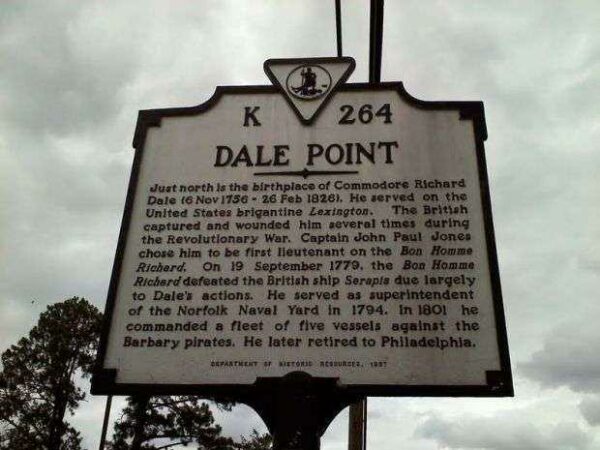 K 264
DALE POINT
Just north is the birthplace of Commodore Richard
Dale (6 Nov 1756 - 26 Feb 1826). He served on the
United States brigantine Lexington. The British
captured and wounded him several times during
the Revolutionary War. Captain John Paul Jones
chose him to be first lieutenant on the Bon Homme
Richard. On 19 September 1779, the Bon Homme
Richard defeated the British ship Serapis due largely
to Dale's actions. He served as superintendent
of the Norfolk Naval Yard in 1794. In 1801 he
commanded a fleet of five vessels against the
Barbary pirates. He later retired to Philadelphia.
DEPARTMENT OF HISTORIC RESOURCES, 1997